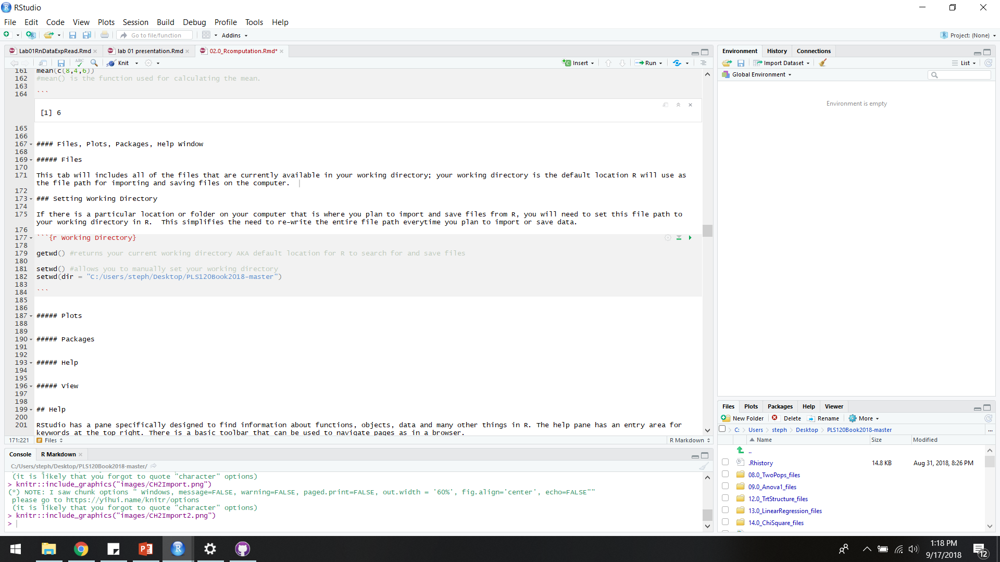 RStudio
File Edit Code View Plots Session Build Debug Profile Tools Help
Go to file/function Addins Project: (None)
Lab01RnDataExpRead.Rmd lab 01 presentation.Rmd 02.0_Rcomputation.Rmd*
ABC Knit Insert Run
161 mean(c(8,4,6))
162 #mean() is the function used for calculating the mean.
163
164 ```
[1] 6
165
166
167 #### Files, Plots, Packages, Help Window
168
169 ##### Files
170
171 This tab will includes all of the files that are currently available in your working directory; your working directory is the default location R will use as
the file path for importing and saving files on the computer.
172
173 ### Setting Working Directory
174
175 If there is a particular location or folder on your computer that is where you plan to import and save files from R, you will need to set this file path to
your working directory in R.  This simplifies the need to re-write the entire file path everytime you plan to import or save data.
176
177 ```{r Working Directory}
178
179 getwd() #returns your current working directory AKA default location for R to search for and save files
180
181 setwd() #allows you to manually set your working directory
182 setwd(dir = "C:/Users/steph/Desktop/PLS120Book2018-master")
183
184 ```
185
186
187 ##### Plots
188
189
190 ##### Packages
191
192
193 ##### Help
194
195
196 ##### View
197
198
199 ## Help
200
201 RStudio has a pane specifically designed to find information about functions, objects, data and many other things in R. The help pane has an entry area for
keywords at the top right. There is a basic toolbar that can be used to navigate pages as in a browser.
171:221 # Files R Markdown
Console R Markdown
C:/Users/steph/Desktop/PLS120Book2018-master/
(it is likely that you forgot to quote "character" options)
> knitr::include_graphics("images/CH2Import.png")
(*) NOTE: I saw chunk options " Windows, message=FALSE, warning=FALSE, paged.print=FALSE, out.width = '60%', fig.align='center', echo=FALSE""
please go to https://yihui.name/knitr/options
(it is likely that you forgot to quote "character" options)
> knitr::include_graphics("images/CH2Import2.png")
>
Environment History Connections
Import Dataset List
Global Environment
Environment is empty
Files Plots Packages Help Viewer
New Folder Delete Rename More
C: Users steph Desktop PLS120Book2018-master ...
Name Size Modified
..
.Rhistory 14.8 KB Aug 31, 2018, 8:26 PM
08.0_TwoPops_files
09.0_Anova1_files
12.0_TrtStructure_files
13.0_LinearRegression_files
14.0_ChiSquare_files
1:18 PM
9/17/2018
12